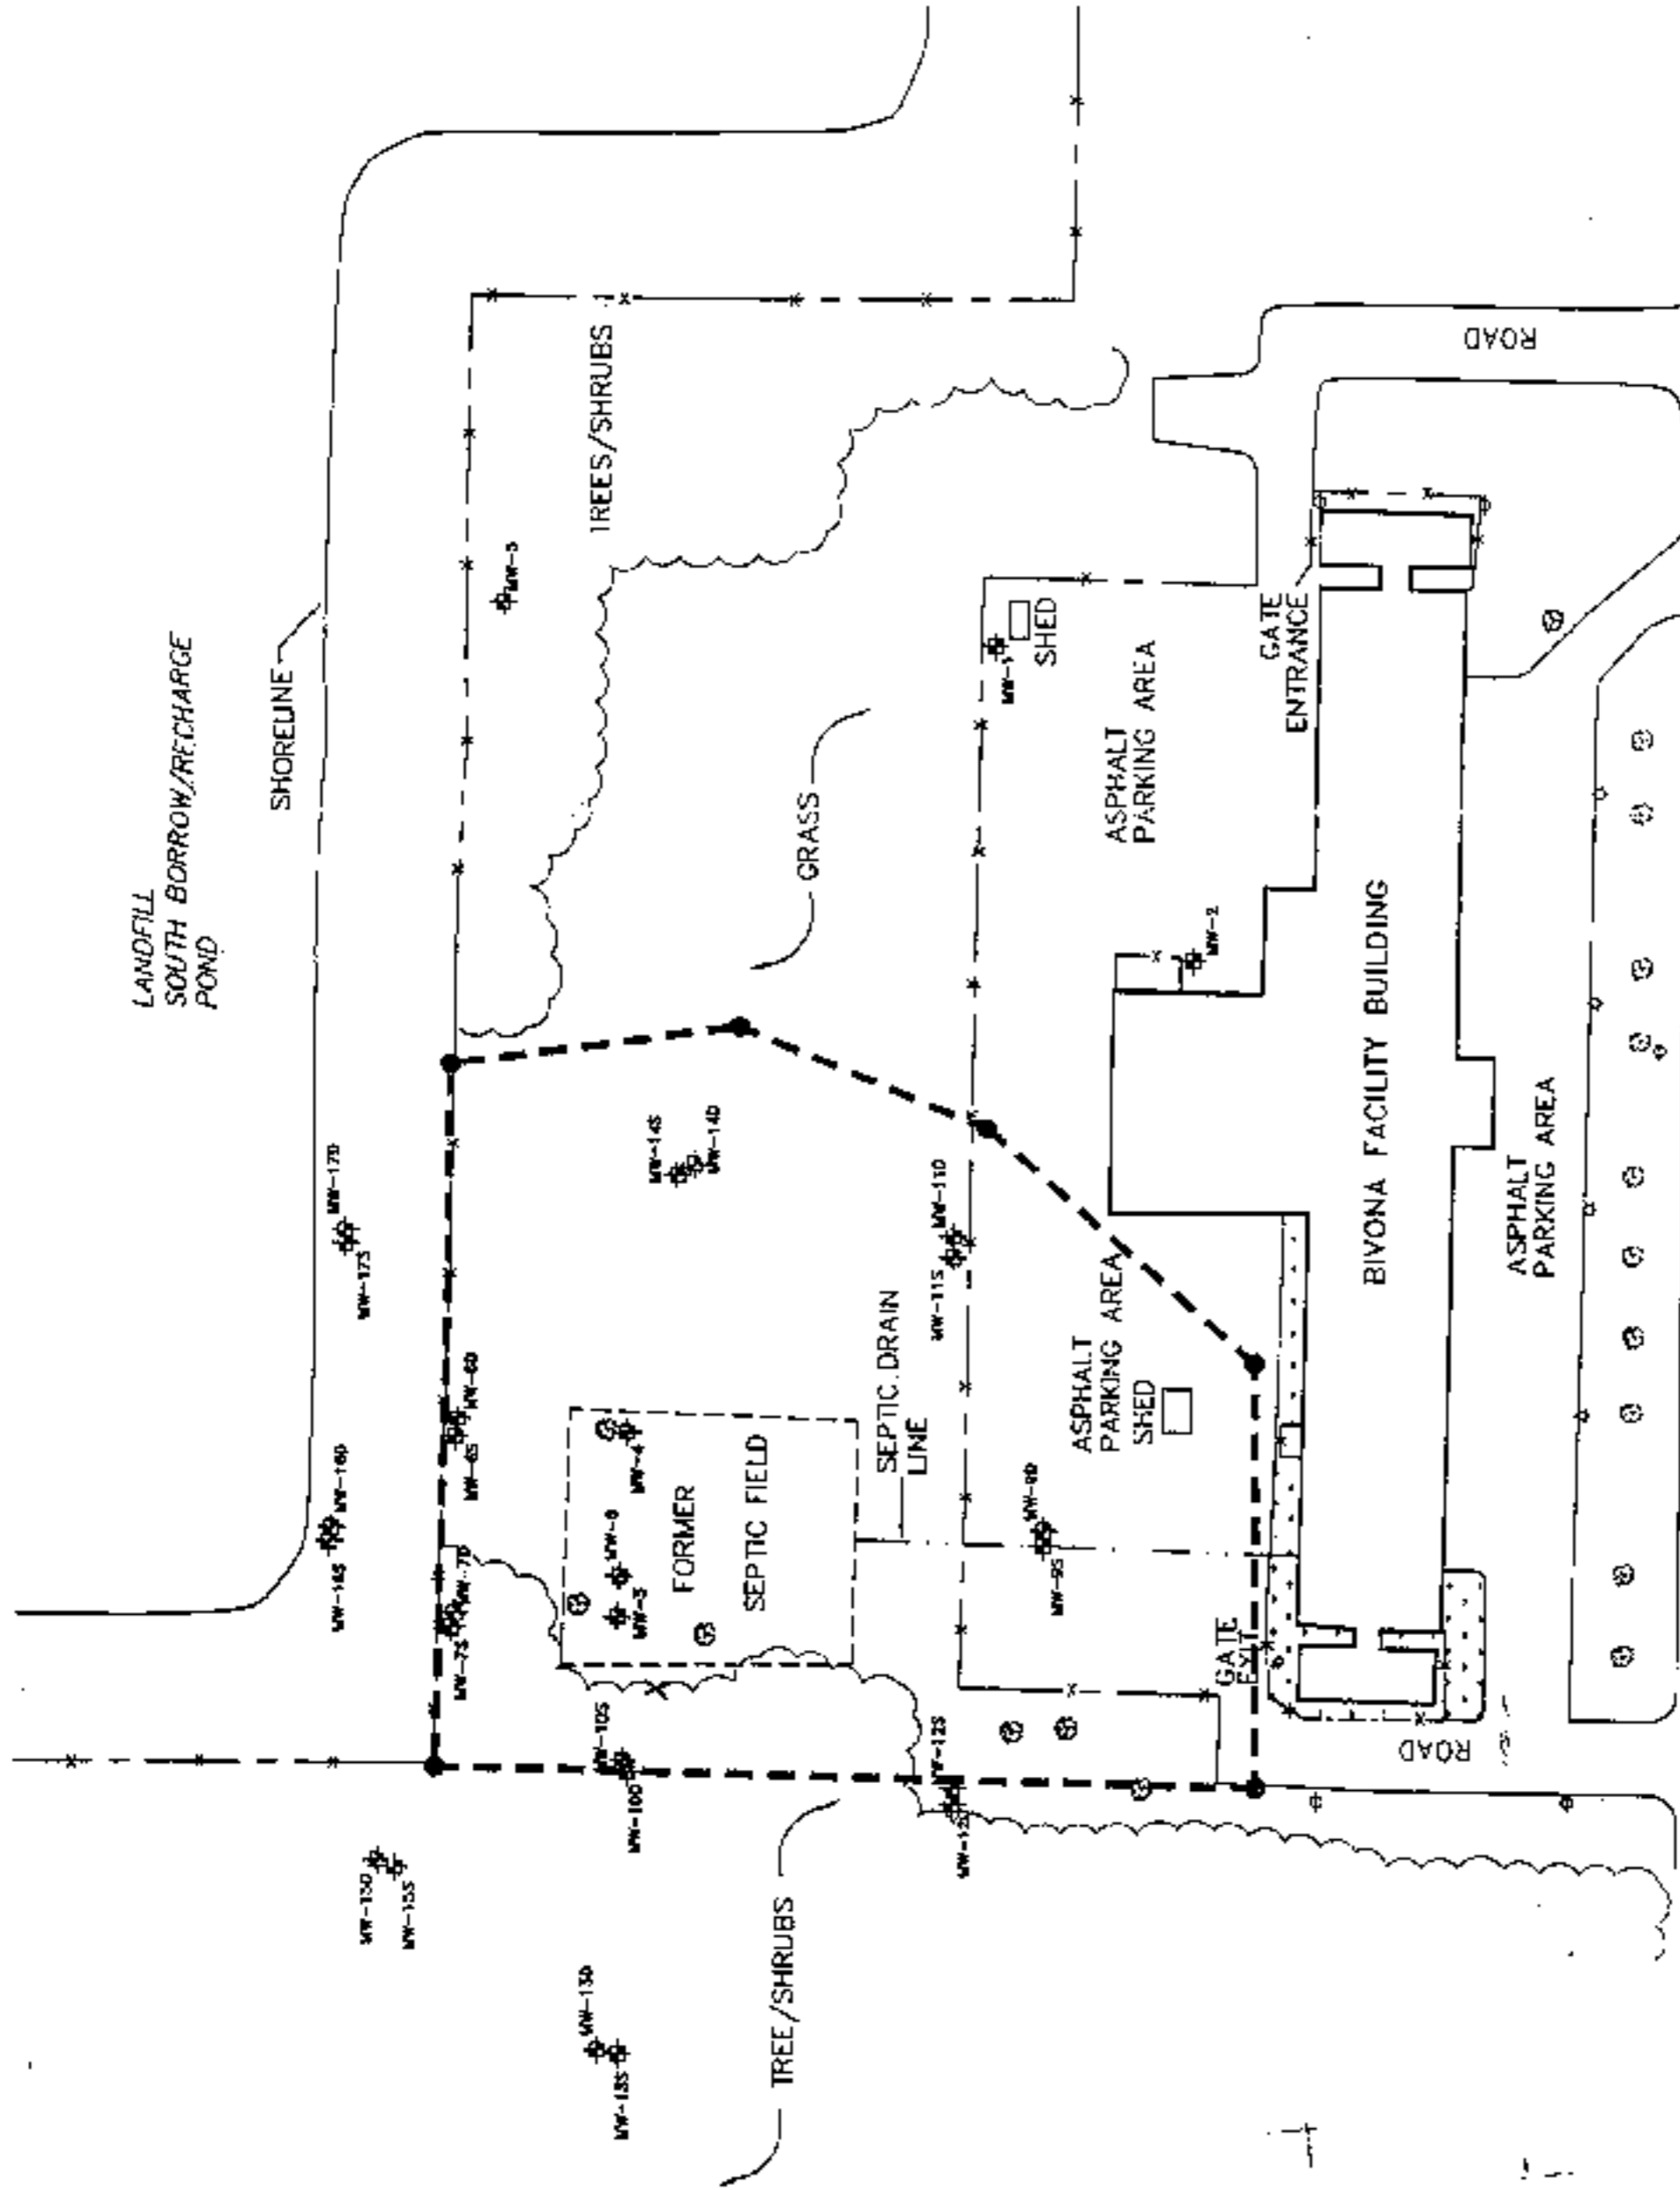 LANDFILL
SOUTH BORROW/RECHARGE
POND
SHORELINE
TREES/SHRUBS
MW-5
GRASS
MW-17D
MW-17S
MW-14S
MW-14D
MW-16D
MW-16S
MW-6D
MW-6S
MW-7D
MW-7S
MW-4
MW-8
MW-3
FORMER
SEPTIC FIELD
SEPTIC DRAIN
LINE
MW-10S
MW-10D
MW-15D
MW-15S
MW-13D
MW-13S
TREE/SHRUBS
MW-12S
MW-11D
MW-11S
MW-9D
MW-9S
MW-1
SHED
ASPHALT
PARKING AREA
MW-2
ASPHALT
PARKING AREA
SHED
GATE
ENTRANCE
GATE
EXIT
ROAD
ROAD
BIVONA FACILITY BUILDING
ASPHALT
PARKING AREA